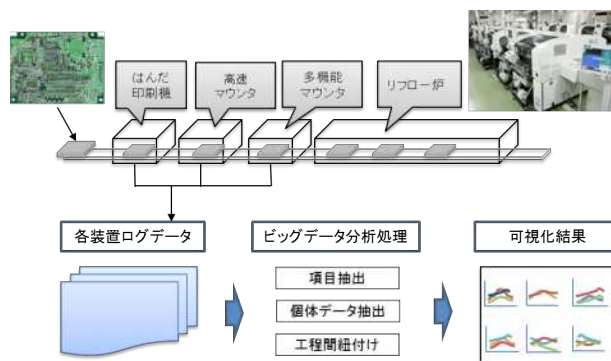 はんだ
印刷機
高速
マウンタ
多機能
マウンタ
リフロー炉
各装置ログデータ
ビッグデータ分析処理
可視化結果
項目抽出
個体データ抽出
工程間紐付け